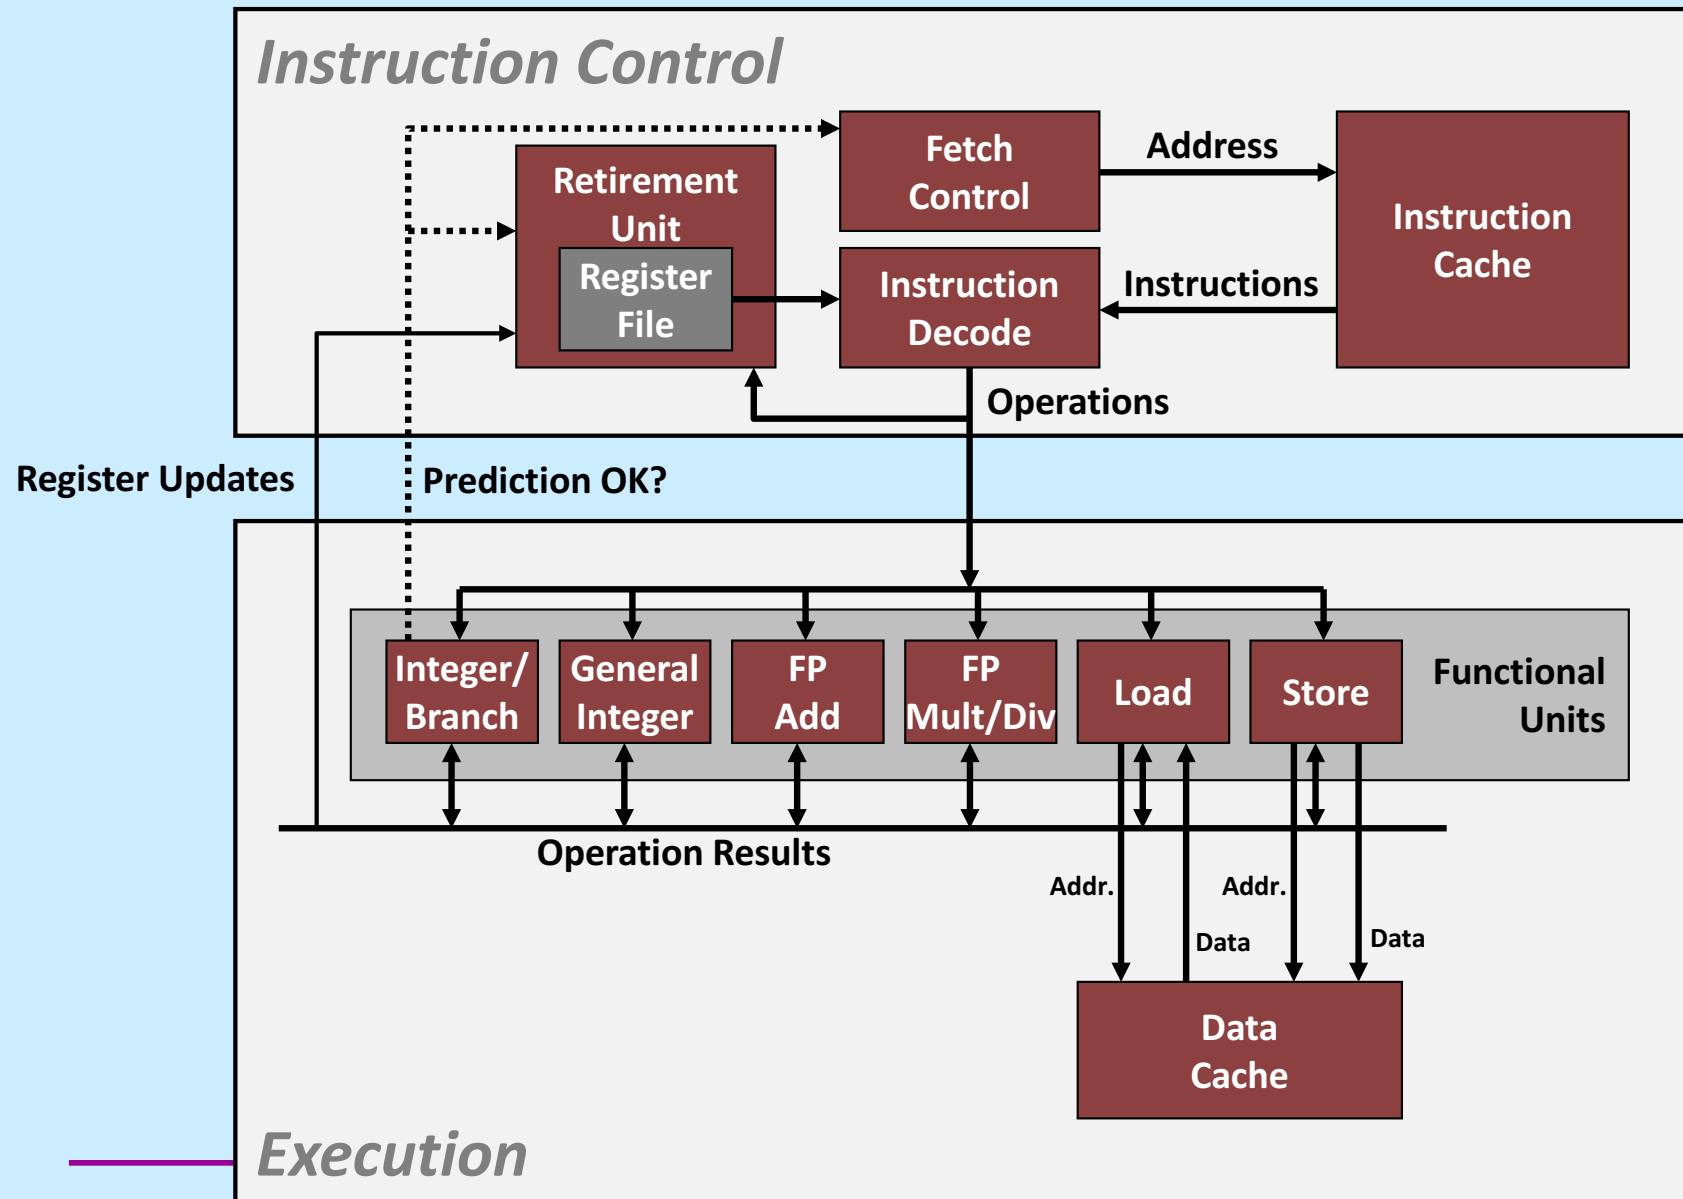 Instruction Control
Fetch
Control
Address
Instruction
Cache
Retirement
Unit
Register
File
Instruction
Decode
Instructions
Operations
Register Updates
Prediction OK?
Integer/
Branch
General
Integer
FP
Add
FP
Mult/Div
Load
Store
Functional
Units
Operation Results
Addr.
Addr.
Data
Data
Data
Cache
Execution